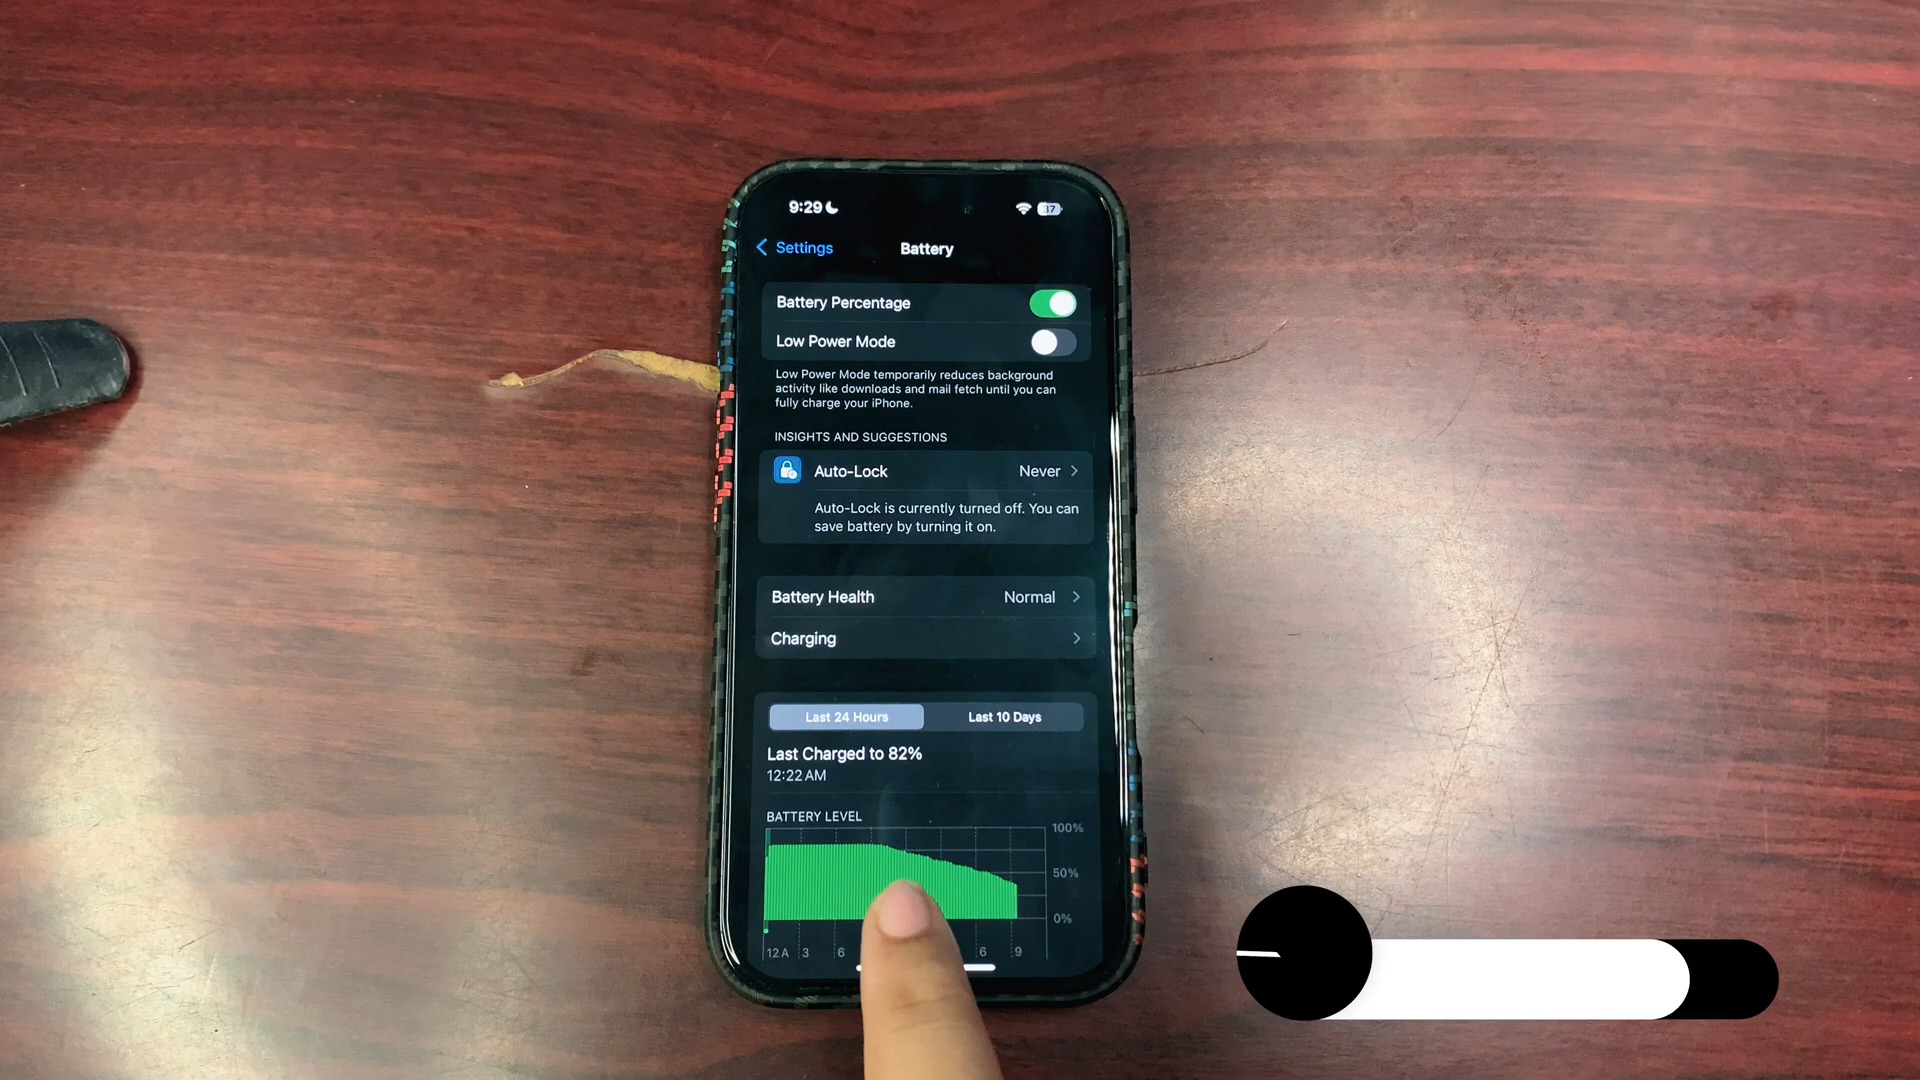 9:29
37
Settings
Battery
Battery Percentage
Low Power Mode
Low Power Mode temporarily reduces background
activity like downloads and mail fetch until you can
fully charge your iPhone.
INSIGHTS AND SUGGESTIONS
Auto-Lock Never
Auto-Lock is currently turned off. You can
save battery by turning it on.
Battery Health Normal
Charging
Last 24 Hours Last 10 Days
Last Charged to 82%
12:22 AM
BATTERY LEVEL
100%
50%
0%
12 A 3 6 6 9